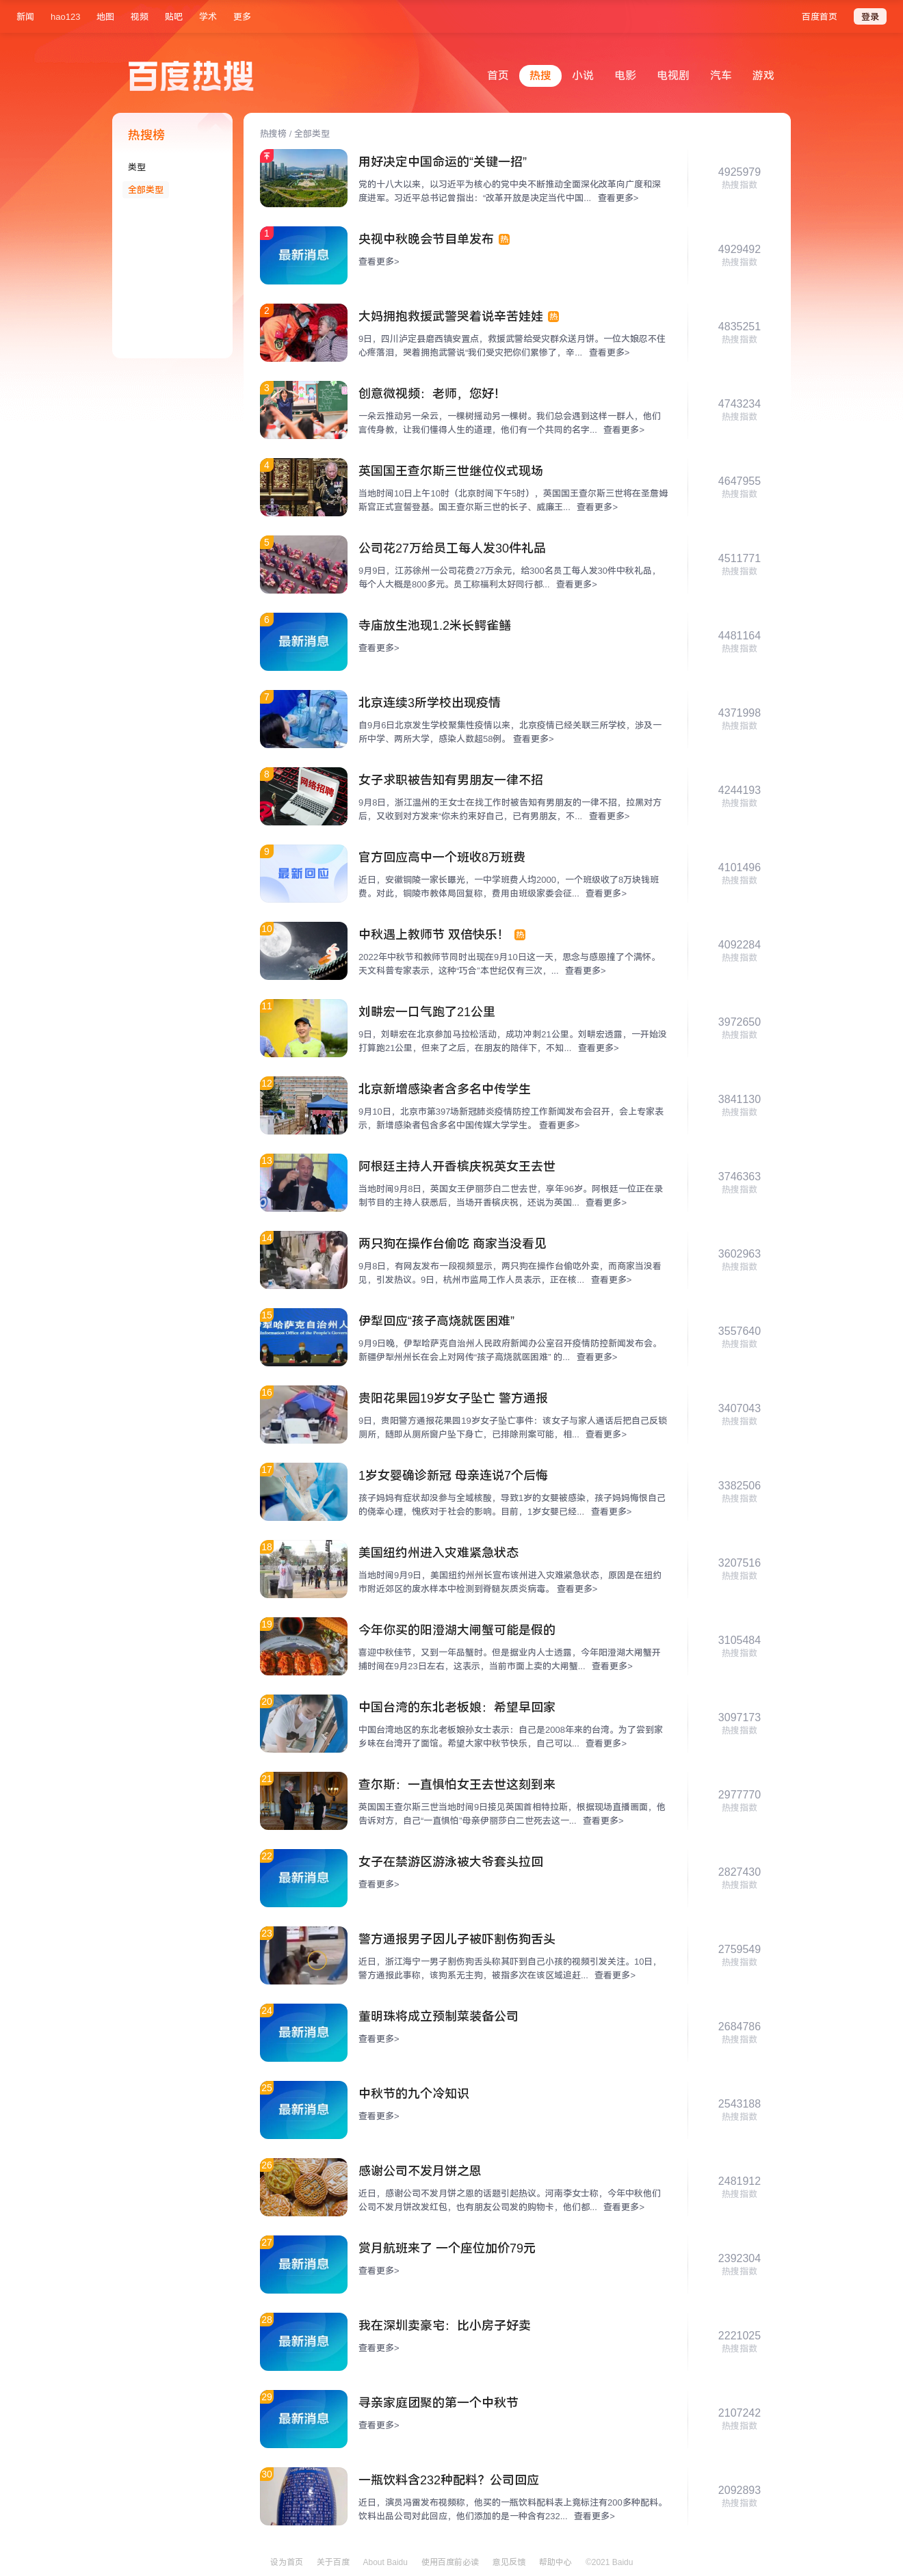 新闻 hao123 地图 视频 贴吧 学术 更多 百度首页 登录
百度热搜 首页 热搜 小说 电影 电视剧 汽车 游戏
热搜榜
类型
全部类型
热搜榜 / 全部类型
用好决定中国命运的“关键一招”
党的十八大以来，以习近平为核心的党中央不断推动全面深化改革向广度和深
度进军。习近平总书记曾指出：“改革开放是决定当代中国... 查看更多>
4925979
热搜指数
1
最新消息
央视中秋晚会节目单发布 热
查看更多>
4929492
热搜指数
2
大妈拥抱救援武警哭着说辛苦娃娃 热
9日，四川泸定县磨西镇安置点，救援武警给受灾群众送月饼。一位大娘忍不住
心疼落泪，哭着拥抱武警说“我们受灾把你们累惨了，辛... 查看更多>
4835251
热搜指数
3
创意微视频：老师，您好！
一朵云推动另一朵云，一棵树摇动另一棵树。我们总会遇到这样一群人，他们
言传身教，让我们懂得人生的道理，他们有一个共同的名字... 查看更多>
4743234
热搜指数
4
英国国王查尔斯三世继位仪式现场
当地时间10日上午10时（北京时间下午5时），英国国王查尔斯三世将在圣詹姆
斯宫正式宣誓登基。国王查尔斯三世的长子、威廉王... 查看更多>
4647955
热搜指数
5
公司花27万给员工每人发30件礼品
9月9日，江苏徐州一公司花费27万余元，给300名员工每人发30件中秋礼品，
每个人大概是800多元。员工称福利太好同行都... 查看更多>
4511771
热搜指数
6
最新消息
寺庙放生池现1.2米长鳄雀鳝
查看更多>
4481164
热搜指数
7
北京连续3所学校出现疫情
自9月6日北京发生学校聚集性疫情以来，北京疫情已经关联三所学校，涉及一
所中学、两所大学，感染人数超58例。 查看更多>
4371998
热搜指数
8
网络招聘
女子求职被告知有男朋友一律不招
9月8日，浙江温州的王女士在找工作时被告知有男朋友的一律不招，拉黑对方
后，又收到对方发来“你未约束好自己，已有男朋友，不... 查看更多>
4244193
热搜指数
9
最新回应
官方回应高中一个班收8万班费
近日，安徽铜陵一家长曝光，一中学班费人均2000，一个班级收了8万块钱班
费。对此，铜陵市教体局回复称，费用由班级家委会征... 查看更多>
4101496
热搜指数
10
中秋遇上教师节 双倍快乐！ 热
2022年中秋节和教师节同时出现在9月10日这一天，思念与感恩撞了个满怀。
天文科普专家表示，这种“巧合”本世纪仅有三次，... 查看更多>
4092284
热搜指数
11
刘畊宏一口气跑了21公里
9日，刘畊宏在北京参加马拉松活动，成功冲刺21公里。刘畊宏透露，一开始没
打算跑21公里，但来了之后，在朋友的陪伴下，不知... 查看更多>
3972650
热搜指数
12
北京新增感染者含多名中传学生
9月10日，北京市第397场新冠肺炎疫情防控工作新闻发布会召开，会上专家表
示，新增感染者包含多名中国传媒大学学生。 查看更多>
3841130
热搜指数
13
阿根廷主持人开香槟庆祝英女王去世
当地时间9月8日，英国女王伊丽莎白二世去世，享年96岁。阿根廷一位正在录
制节目的主持人获悉后，当场开香槟庆祝，还说为英国... 查看更多>
3746363
热搜指数
14
两只狗在操作台偷吃 商家当没看见
9月8日，有网友发布一段视频显示，两只狗在操作台偷吃外卖，而商家当没看
见，引发热议。9日，杭州市监局工作人员表示，正在核... 查看更多>
3602963
热搜指数
15
犁哈萨克自治州人
Information Office of the People's Governm
伊犁回应“孩子高烧就医困难”
9月9日晚，伊犁哈萨克自治州人民政府新闻办公室召开疫情防控新闻发布会。
新疆伊犁州州长在会上对网传“孩子高烧就医困难” 的... 查看更多>
3557640
热搜指数
16
贵阳花果园19岁女子坠亡 警方通报
9日，贵阳警方通报花果园19岁女子坠亡事件：该女子与家人通话后把自己反锁
厕所，随即从厕所窗户坠下身亡，已排除刑案可能，相... 查看更多>
3407043
热搜指数
17
1岁女婴确诊新冠 母亲连说7个后悔
孩子妈妈有症状却没参与全域核酸，导致1岁的女婴被感染，孩子妈妈悔恨自己
的侥幸心理，愧疚对于社会的影响。目前，1岁女婴已经... 查看更多>
3382506
热搜指数
18
美国纽约州进入灾难紧急状态
当地时间9月9日，美国纽约州州长宣布该州进入灾难紧急状态，原因是在纽约
市附近郊区的废水样本中检测到脊髓灰质炎病毒。 查看更多>
3207516
热搜指数
19
今年你买的阳澄湖大闸蟹可能是假的
喜迎中秋佳节，又到一年品蟹时。但是据业内人士透露，今年阳澄湖大闸蟹开
捕时间在9月23日左右，这表示，当前市面上卖的大闸蟹... 查看更多>
3105484
热搜指数
20
中国台湾的东北老板娘：希望早回家
中国台湾地区的东北老板娘孙女士表示：自己是2008年来的台湾。为了尝到家
乡味在台湾开了面馆。希望大家中秋节快乐，自己可以... 查看更多>
3097173
热搜指数
21
查尔斯：一直惧怕女王去世这刻到来
英国国王查尔斯三世当地时间9日接见英国首相特拉斯，根据现场直播画面，他
告诉对方，自己“一直惧怕”母亲伊丽莎白二世死去这一... 查看更多>
2977770
热搜指数
22
最新消息
女子在禁游区游泳被大爷套头拉回
查看更多>
2827430
热搜指数
23
警方通报男子因儿子被吓割伤狗舌头
近日，浙江海宁一男子割伤狗舌头称其吓到自己小孩的视频引发关注。10日，
警方通报此事称，该狗系无主狗，被指多次在该区域追赶... 查看更多>
2759549
热搜指数
24
最新消息
董明珠将成立预制菜装备公司
查看更多>
2684786
热搜指数
25
最新消息
中秋节的九个冷知识
查看更多>
2543188
热搜指数
26
感谢公司不发月饼之恩
近日，感谢公司不发月饼之恩的话题引起热议。河南李女士称，今年中秋他们
公司不发月饼改发红包，也有朋友公司发的购物卡，他们都... 查看更多>
2481912
热搜指数
27
最新消息
赏月航班来了 一个座位加价79元
查看更多>
2392304
热搜指数
28
最新消息
我在深圳卖豪宅：比小房子好卖
查看更多>
2221025
热搜指数
29
最新消息
寻亲家庭团聚的第一个中秋节
查看更多>
2107242
热搜指数
30
一瓶饮料含232种配料？公司回应
近日，演员冯雷发布视频称，他买的一瓶饮料配料表上竟标注有200多种配料。
饮料出品公司对此回应，他们添加的是一种含有232... 查看更多>
2092893
热搜指数
设为首页 关于百度 About Baidu 使用百度前必读 意见反馈 帮助中心 ©2021 Baidu